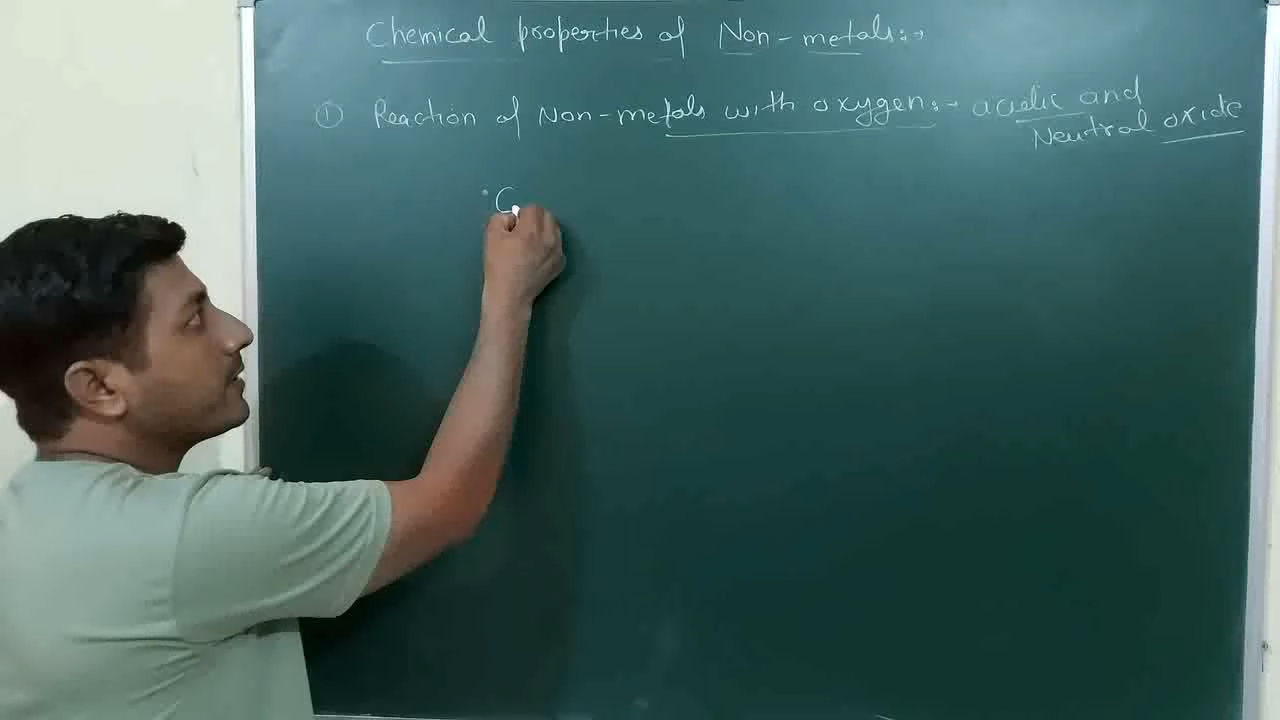 Chemical properties of Non-metals:→
① Reaction of Non-metals with oxygen:→ acidic and
Neutral oxide
C